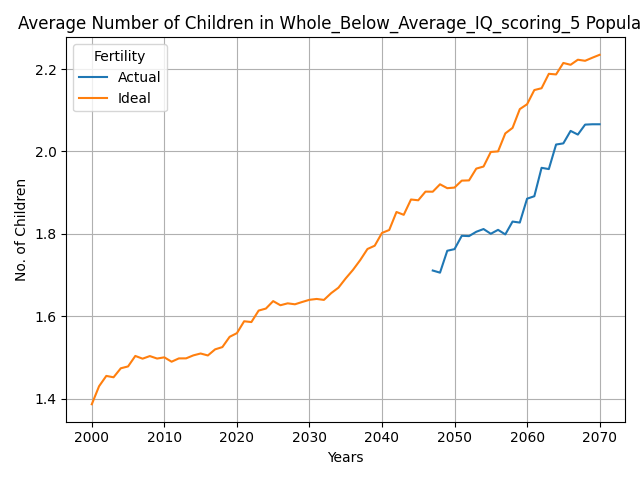 Average Number of Children in Whole_Below_Average_IQ_scoring_5 Popula
Fertility
Actual
Ideal
2.2
2.0
1.8
1.6
1.4
No. of Children
2000 2010 2020 2030 2040 2050 2060 2070
Years